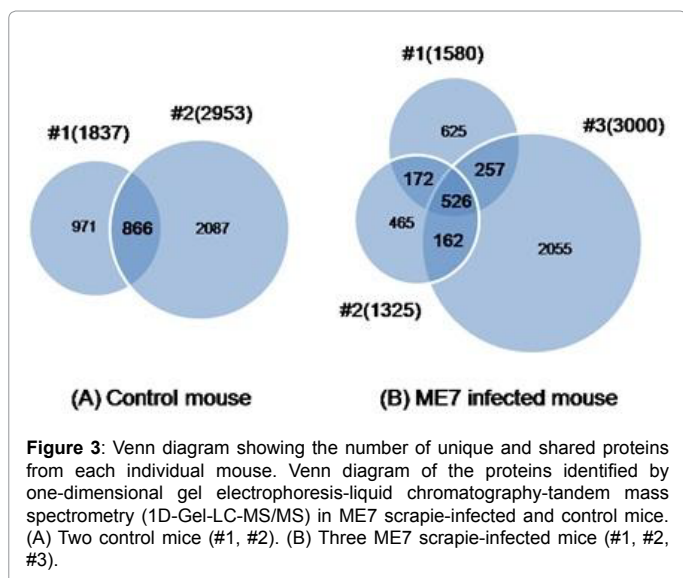 #1(1837)
#2(2953)
971
866
2087
(A) Control mouse
#1(1580)
#3(3000)
625
172
257
526
465
162
2055
#2(1325)
(B) ME7 infected mouse
Figure 3: Venn diagram showing the number of unique and shared proteins
from each individual mouse. Venn diagram of the proteins identified by
one-dimensional gel electrophoresis-liquid chromatography-tandem mass
spectrometry (1D-Gel-LC-MS/MS) in ME7 scrapie-infected and control mice.
(A) Two control mice (#1, #2). (B) Three ME7 scrapie-infected mice (#1, #2,
#3).